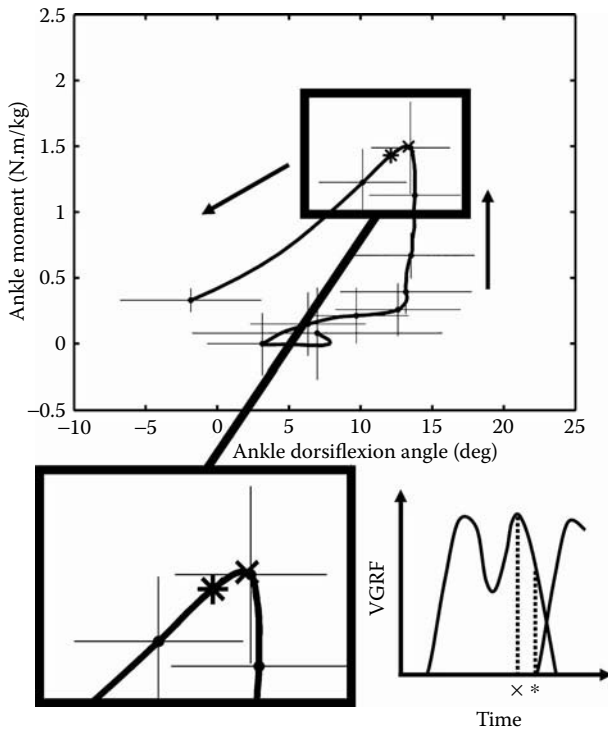 2.5
2
1.5
1
0.5
0
−0.5
Ankle moment (N.m/kg)
−10 −5 0 5 10 15 20 25
Ankle dorsiflexion angle (deg)
VGRF
× *
Time